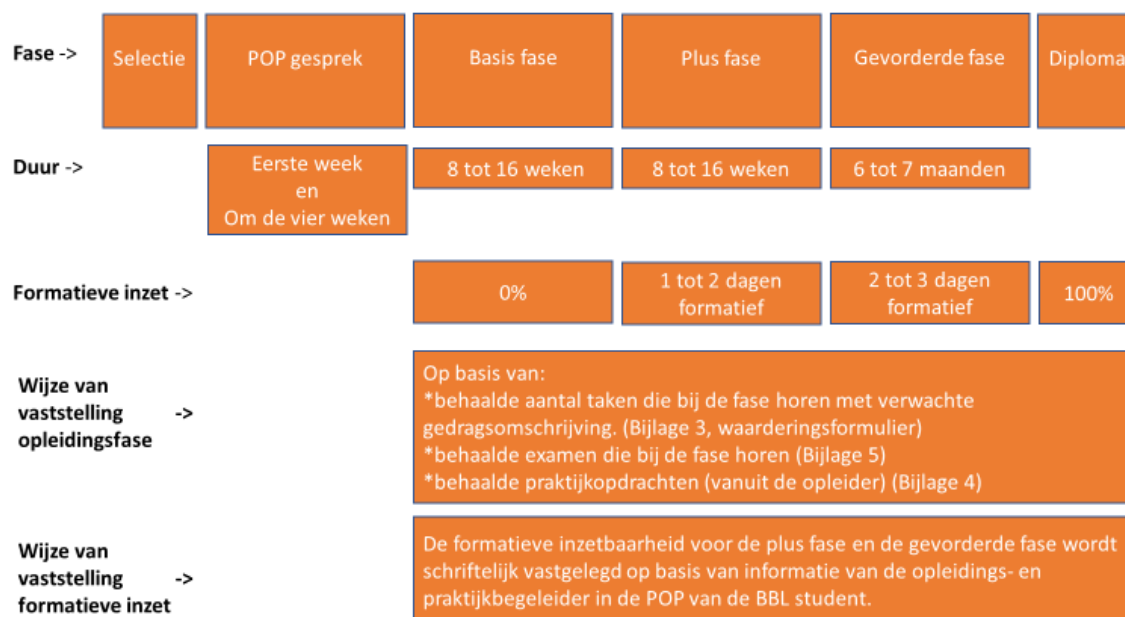 Fase -> Selectie POP gesprek Basis fase Plus fase Gevorderde fase Diploma
Duur ->
Eerste week
en
Om de vier weken
8 tot 16 weken 8 tot 16 weken 6 tot 7 maanden
Formatieve inzet ->
0%
1 tot 2 dagen
formatief
2 tot 3 dagen
formatief
100%
Wijze van
vaststelling ->
opleidingsfase
Op basis van:
*behaalde aantal taken die bij de fase horen met verwachte
gedragsomschrijving. (Bijlage 3, waarderingsformulier)
*behaalde examen die bij de fase horen (Bijlage 5)
*behaalde praktijkopdrachten (vanuit de opleider) (Bijlage 4)
Wijze van
vaststelling ->
formatieve inzet
De formatieve inzetbaarheid voor de plus fase en de gevorderde fase wordt
schriftelijk vastgelegd op basis van informatie van de opleidings- en
praktijkbegeleider in de POP van de BBL student.